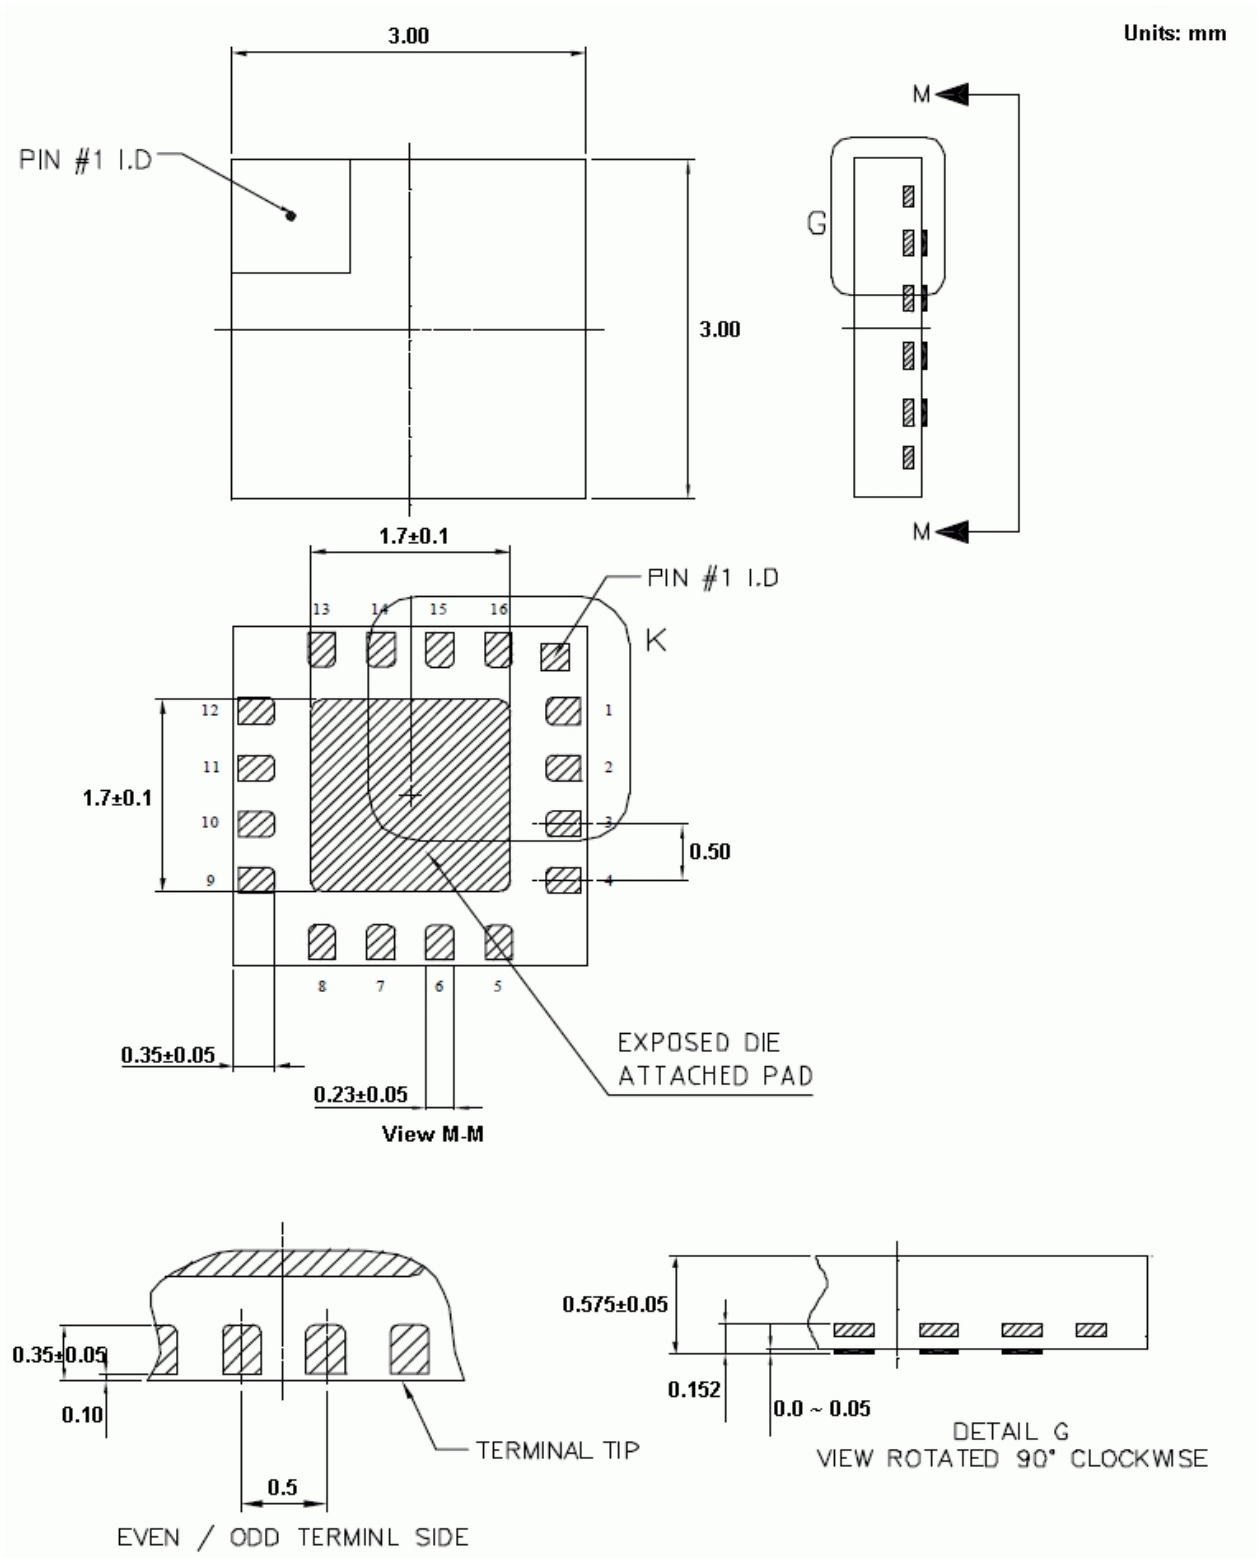 3.00
Units: mm
M
PIN #1 I.D
G
3.00
M
1.7±0.1
PIN #1 I.D
13 14 15 16
K
12 1
11 2
1.7±0.1
10 3
0.50
9 4
8 7 6 5
0.35±0.05
EXPOSED DIE
ATTACHED PAD
0.23±0.05
View M-M
0.575±0.05
0.35±0.05
0.152
0.10
0.0 ~ 0.05
DETAIL G
VIEW ROTATED 90° CLOCKWISE
TERMINAL TIP
0.5
EVEN / ODD TERMINL SIDE